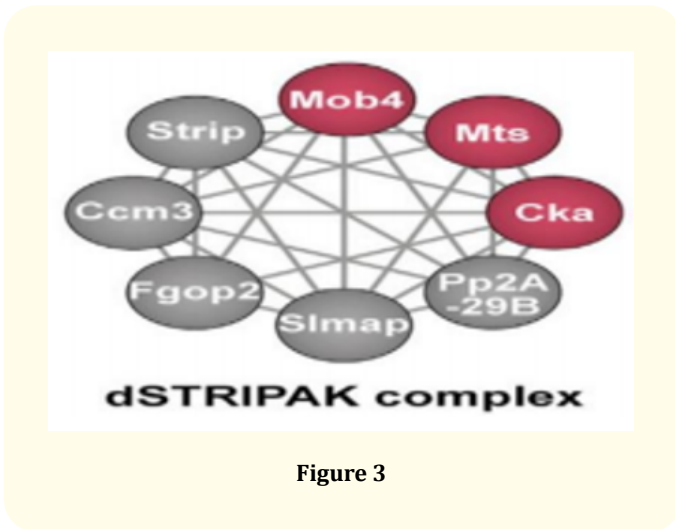 Mob4
Strip
Mts
Ccm3
Cka
Fgop2
Pp2A
-29B
Slmap
dSTRIPAK complex
Figure 3